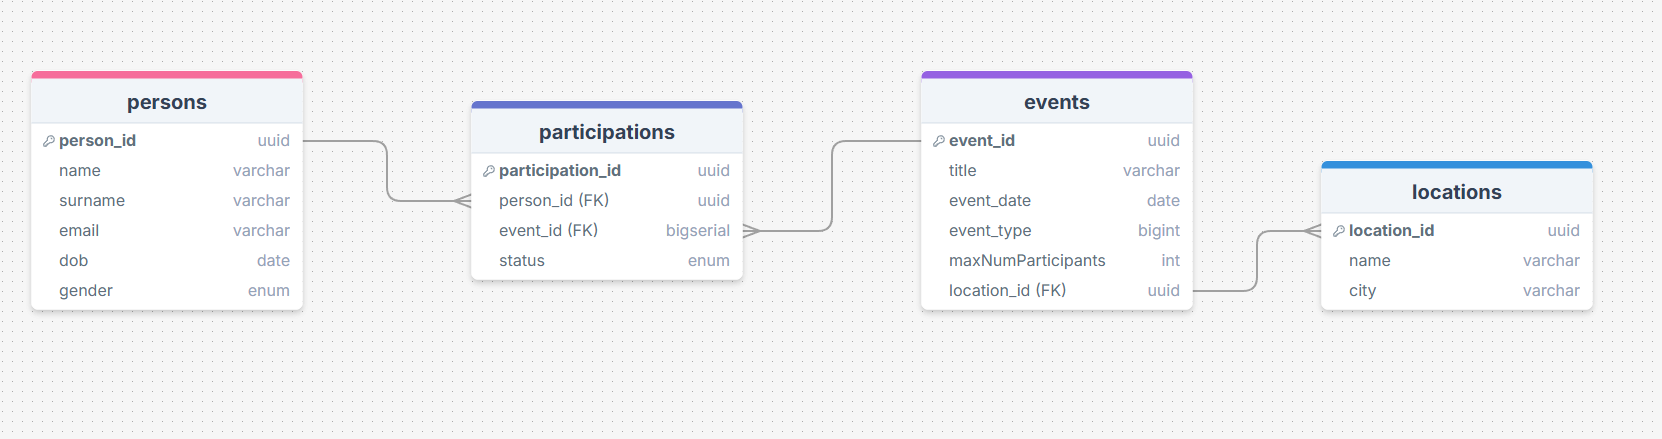 persons
person_id uuid
name varchar
surname varchar
email varchar
dob date
gender enum
participations
participation_id uuid
person_id (FK) uuid
event_id (FK) bigserial
status enum
events
event_id uuid
title varchar
event_date date
event_type bigint
maxNumParticipants int
location_id (FK) uuid
locations
location_id uuid
name varchar
city varchar